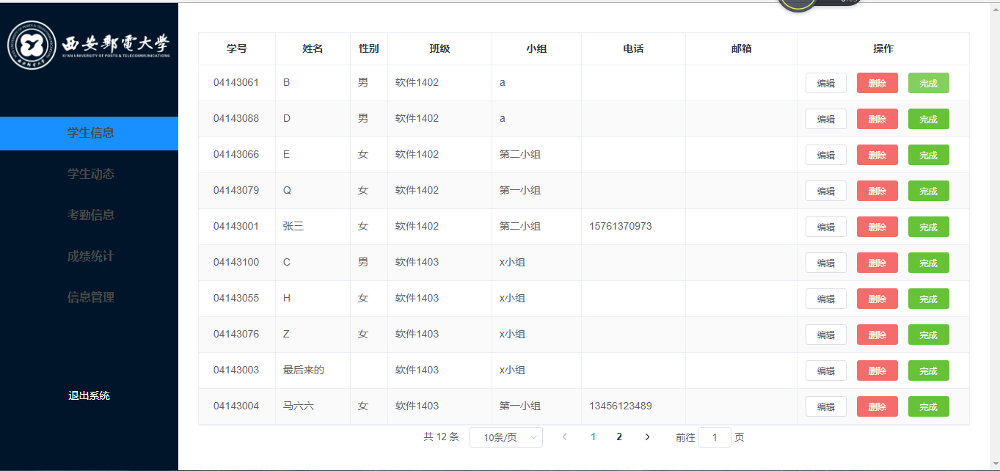 西安郵電大學
XI'AN UNIVERSITY OF POSTS & TELECOMMUNICATIONS
学生信息
学生动态
考勤信息
成绩统计
信息管理
退出系统
学号 姓名 性别 班级 小组 电话 邮箱 操作
04143061 B 男 软件1402 a 编辑 删除 完成
04143088 D 男 软件1402 a 编辑 删除 完成
04143066 E 女 软件1402 第二小组 编辑 删除 完成
04143079 Q 女 软件1402 第一小组 编辑 删除 完成
04143001 张三 女 软件1402 第二小组 15761370973 编辑 删除 完成
04143100 C 男 软件1403 x小组 编辑 删除 完成
04143055 H 女 软件1403 x小组 编辑 删除 完成
04143076 Z 女 软件1403 x小组 编辑 删除 完成
04143003 最后来的 软件1403 x小组 编辑 删除 完成
04143004 马六六 女 软件1403 第一小组 13456123489 编辑 删除 完成
共 12 条 10条/页 1 2 前往 1 页